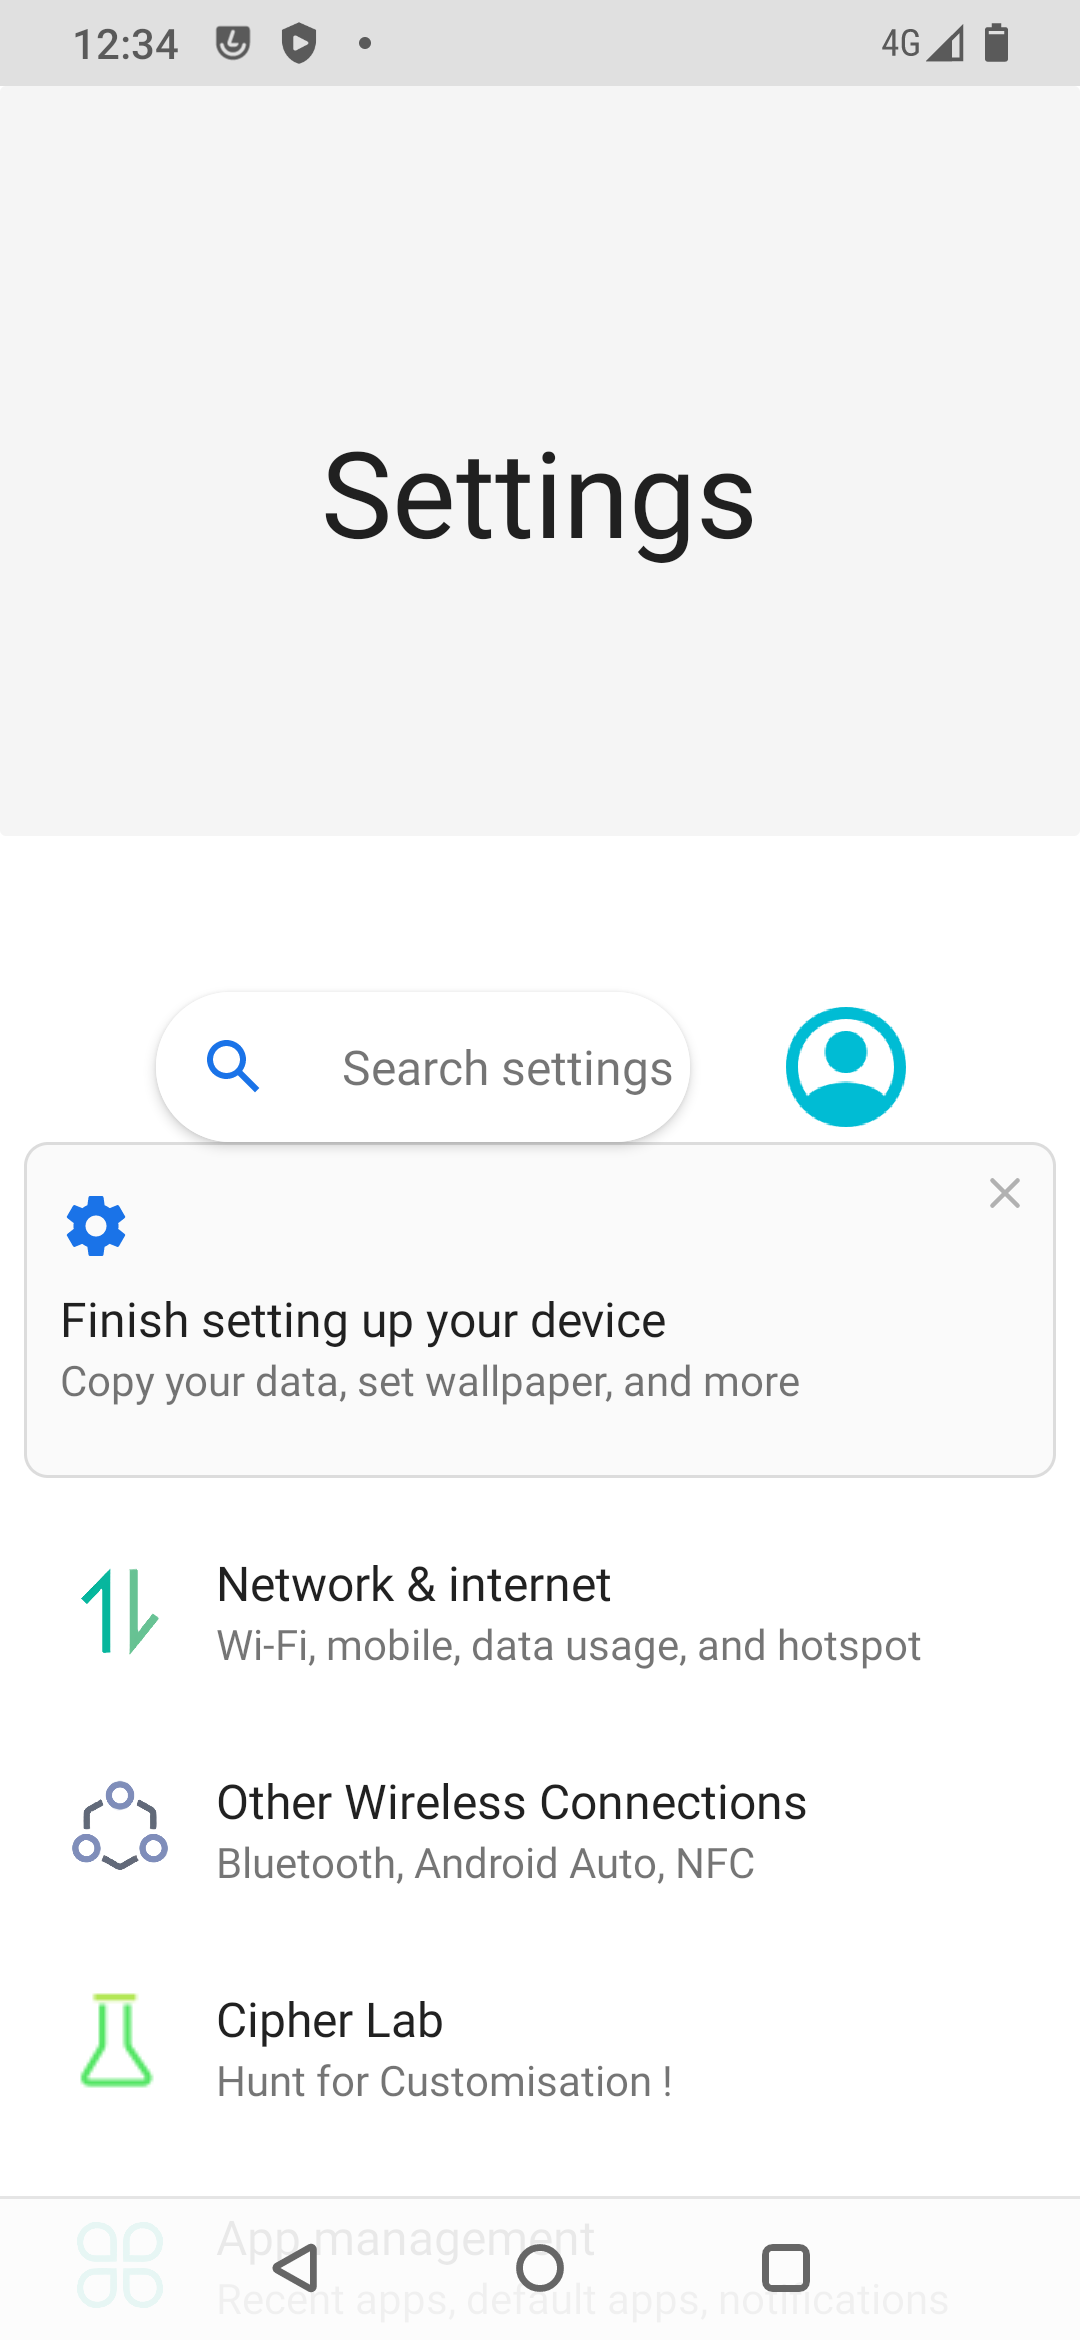 12:34
4G
Settings
Search settings
Finish setting up your device
Copy your data, set wallpaper, and more
Network & internet
Wi-Fi, mobile, data usage, and hotspot
Other Wireless Connections
Bluetooth, Android Auto, NFC
Cipher Lab
Hunt for Customisation !
App management
Recent apps, default apps, notifications